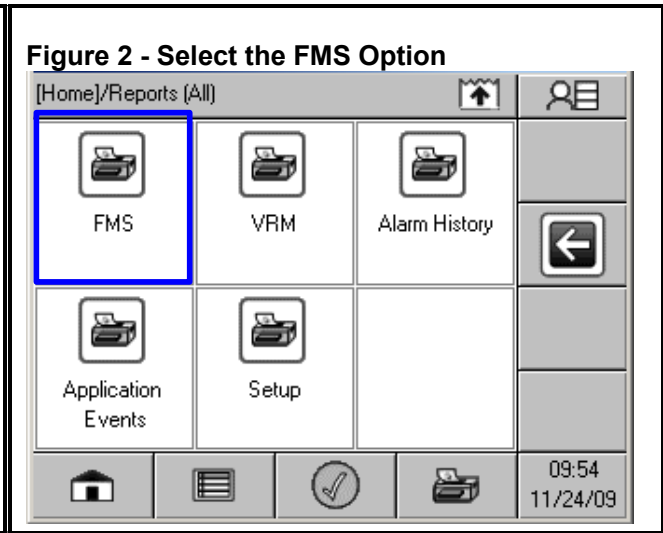 Figure 2 - Select the FMS Option
[Home]/Reports (All)
FMS
VRM
Alarm History
Application
Events
Setup
09:54
11/24/09